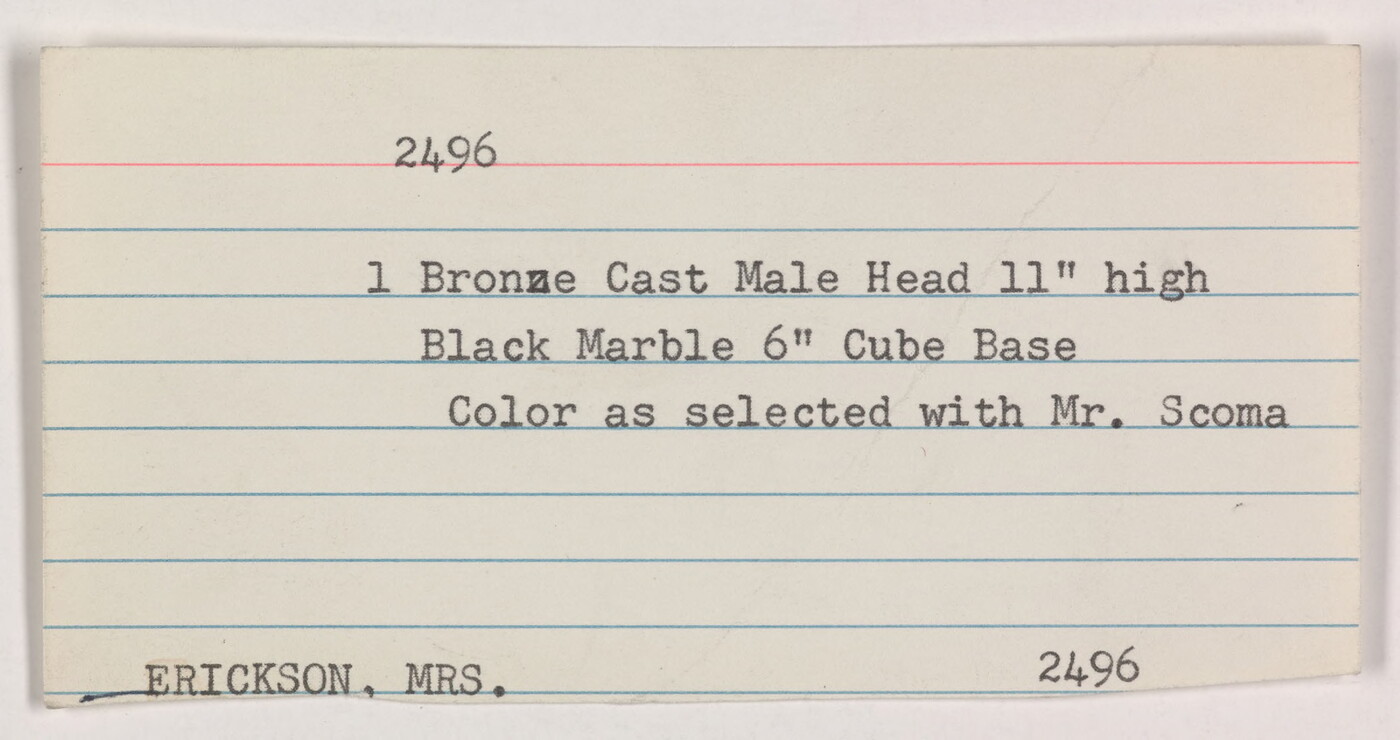 2496
1 Bronze Cast Male Head 11" high
Black Marble 6" Cube Base
Color as selected with Mr. Scoma
ERICKSON, MRS. 2496